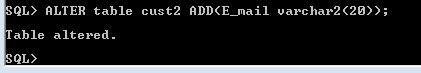 SQL> ALTER table cust2 ADD(E_mail varchar2(20));
Table altered.
SQL>